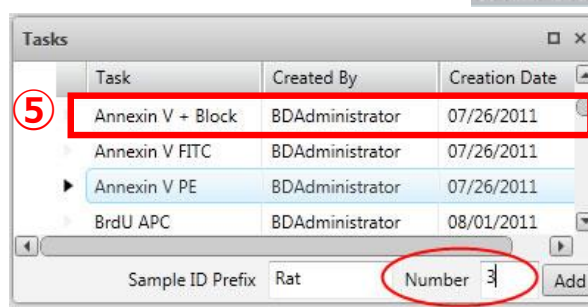 Tasks
Task Created By Creation Date
⑤ Annexin V + Block BDAdministrator 07/26/2011
Annexin V FITC BDAdministrator 07/26/2011
Annexin V PE BDAdministrator 07/26/2011
BrdU APC BDAdministrator 08/01/2011
Sample ID Prefix Rat Number 3 Add